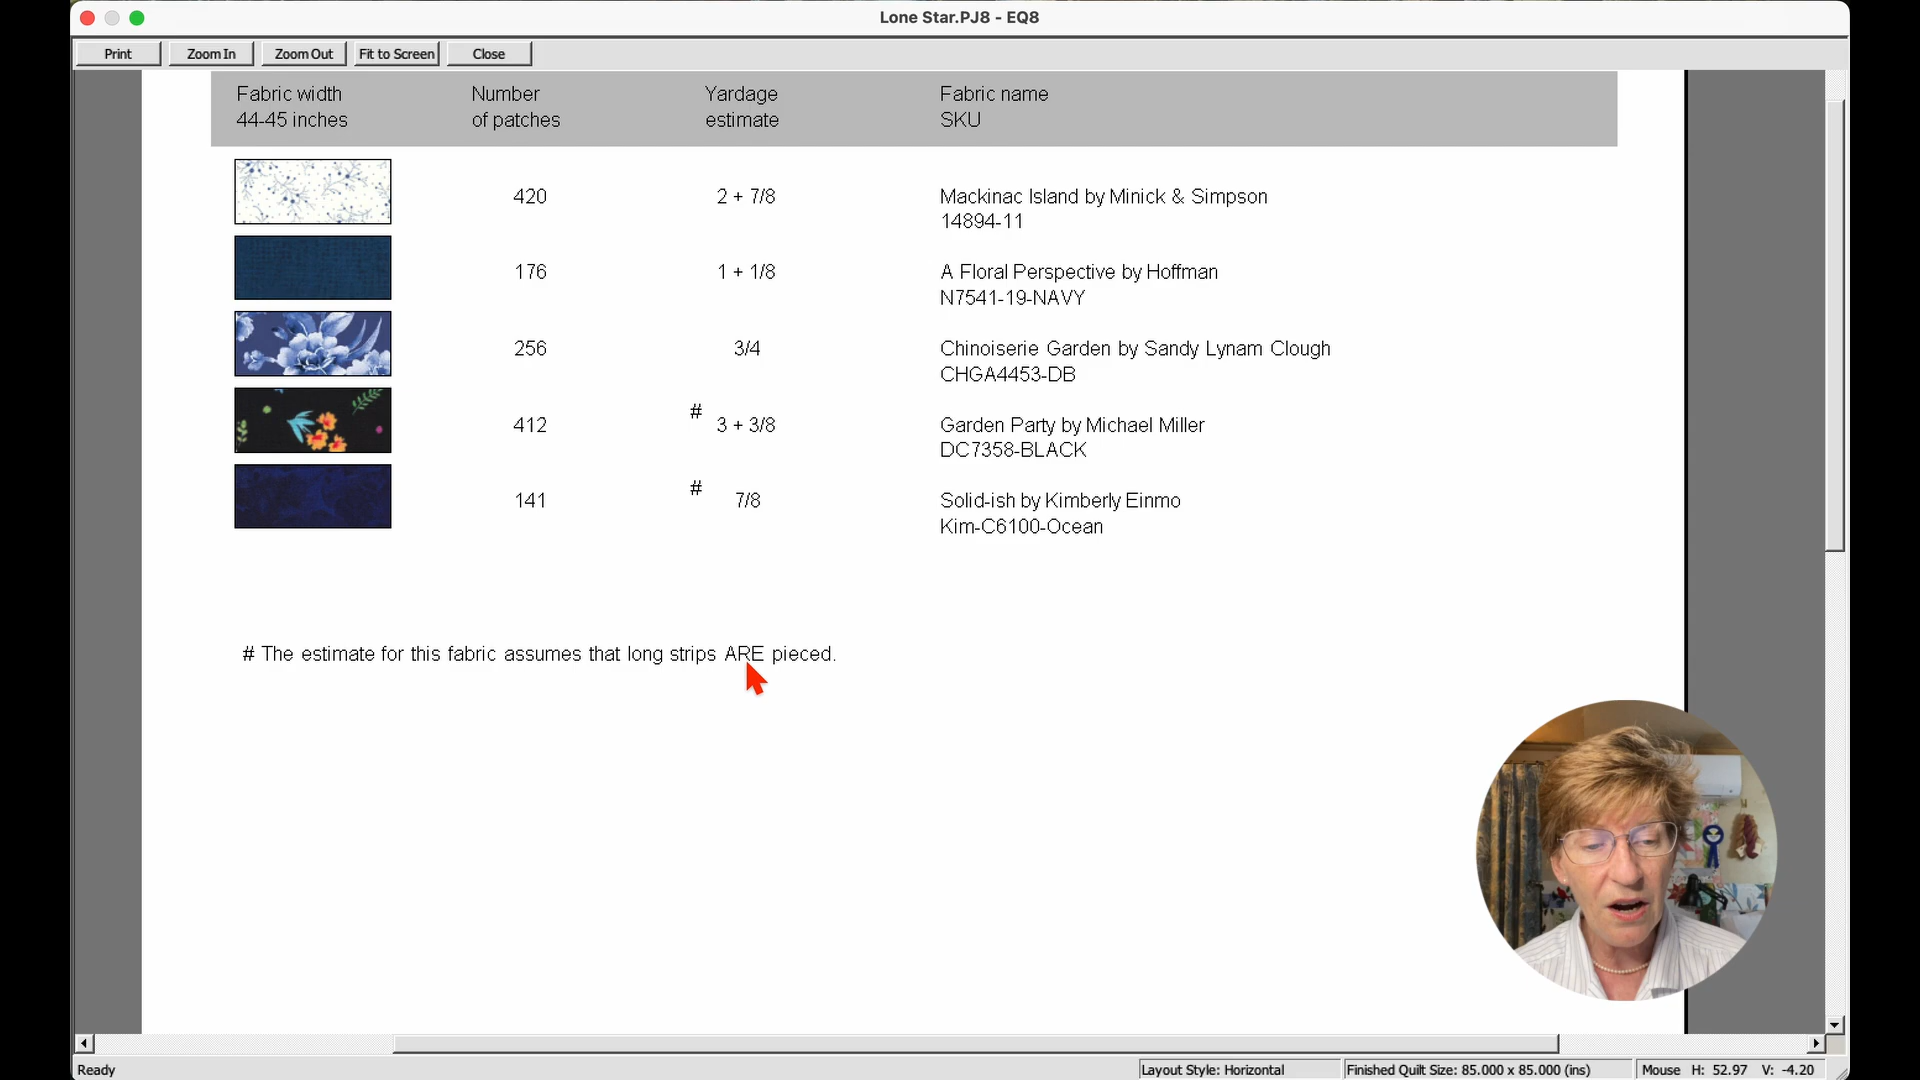 Lone Star.PJ8 - EQ8
Print Zoom In Zoom Out Fit to Screen Close
Fabric width Number Yardage Fabric name
44-45 inches of patches estimate SKU
420 2 + 7/8 Mackinac Island by Minick & Simpson
14894-11
176 1 + 1/8 A Floral Perspective by Hoffman
N7541-19-NAVY
256 3/4 Chinoiserie Garden by Sandy Lynam Clough
CHGA4453-DB
412 # 3 + 3/8 Garden Party by Michael Miller
DC7358-BLACK
141 # 7/8 Solid-ish by Kimberly Einmo
Kim-C6100-Ocean
# The estimate for this fabric assumes that long strips ARE pieced.
Ready Layout Style: Horizontal Finished Quilt Size: 85.000 x 85.000 (ins) Mouse H: 52.97 V: -4.20